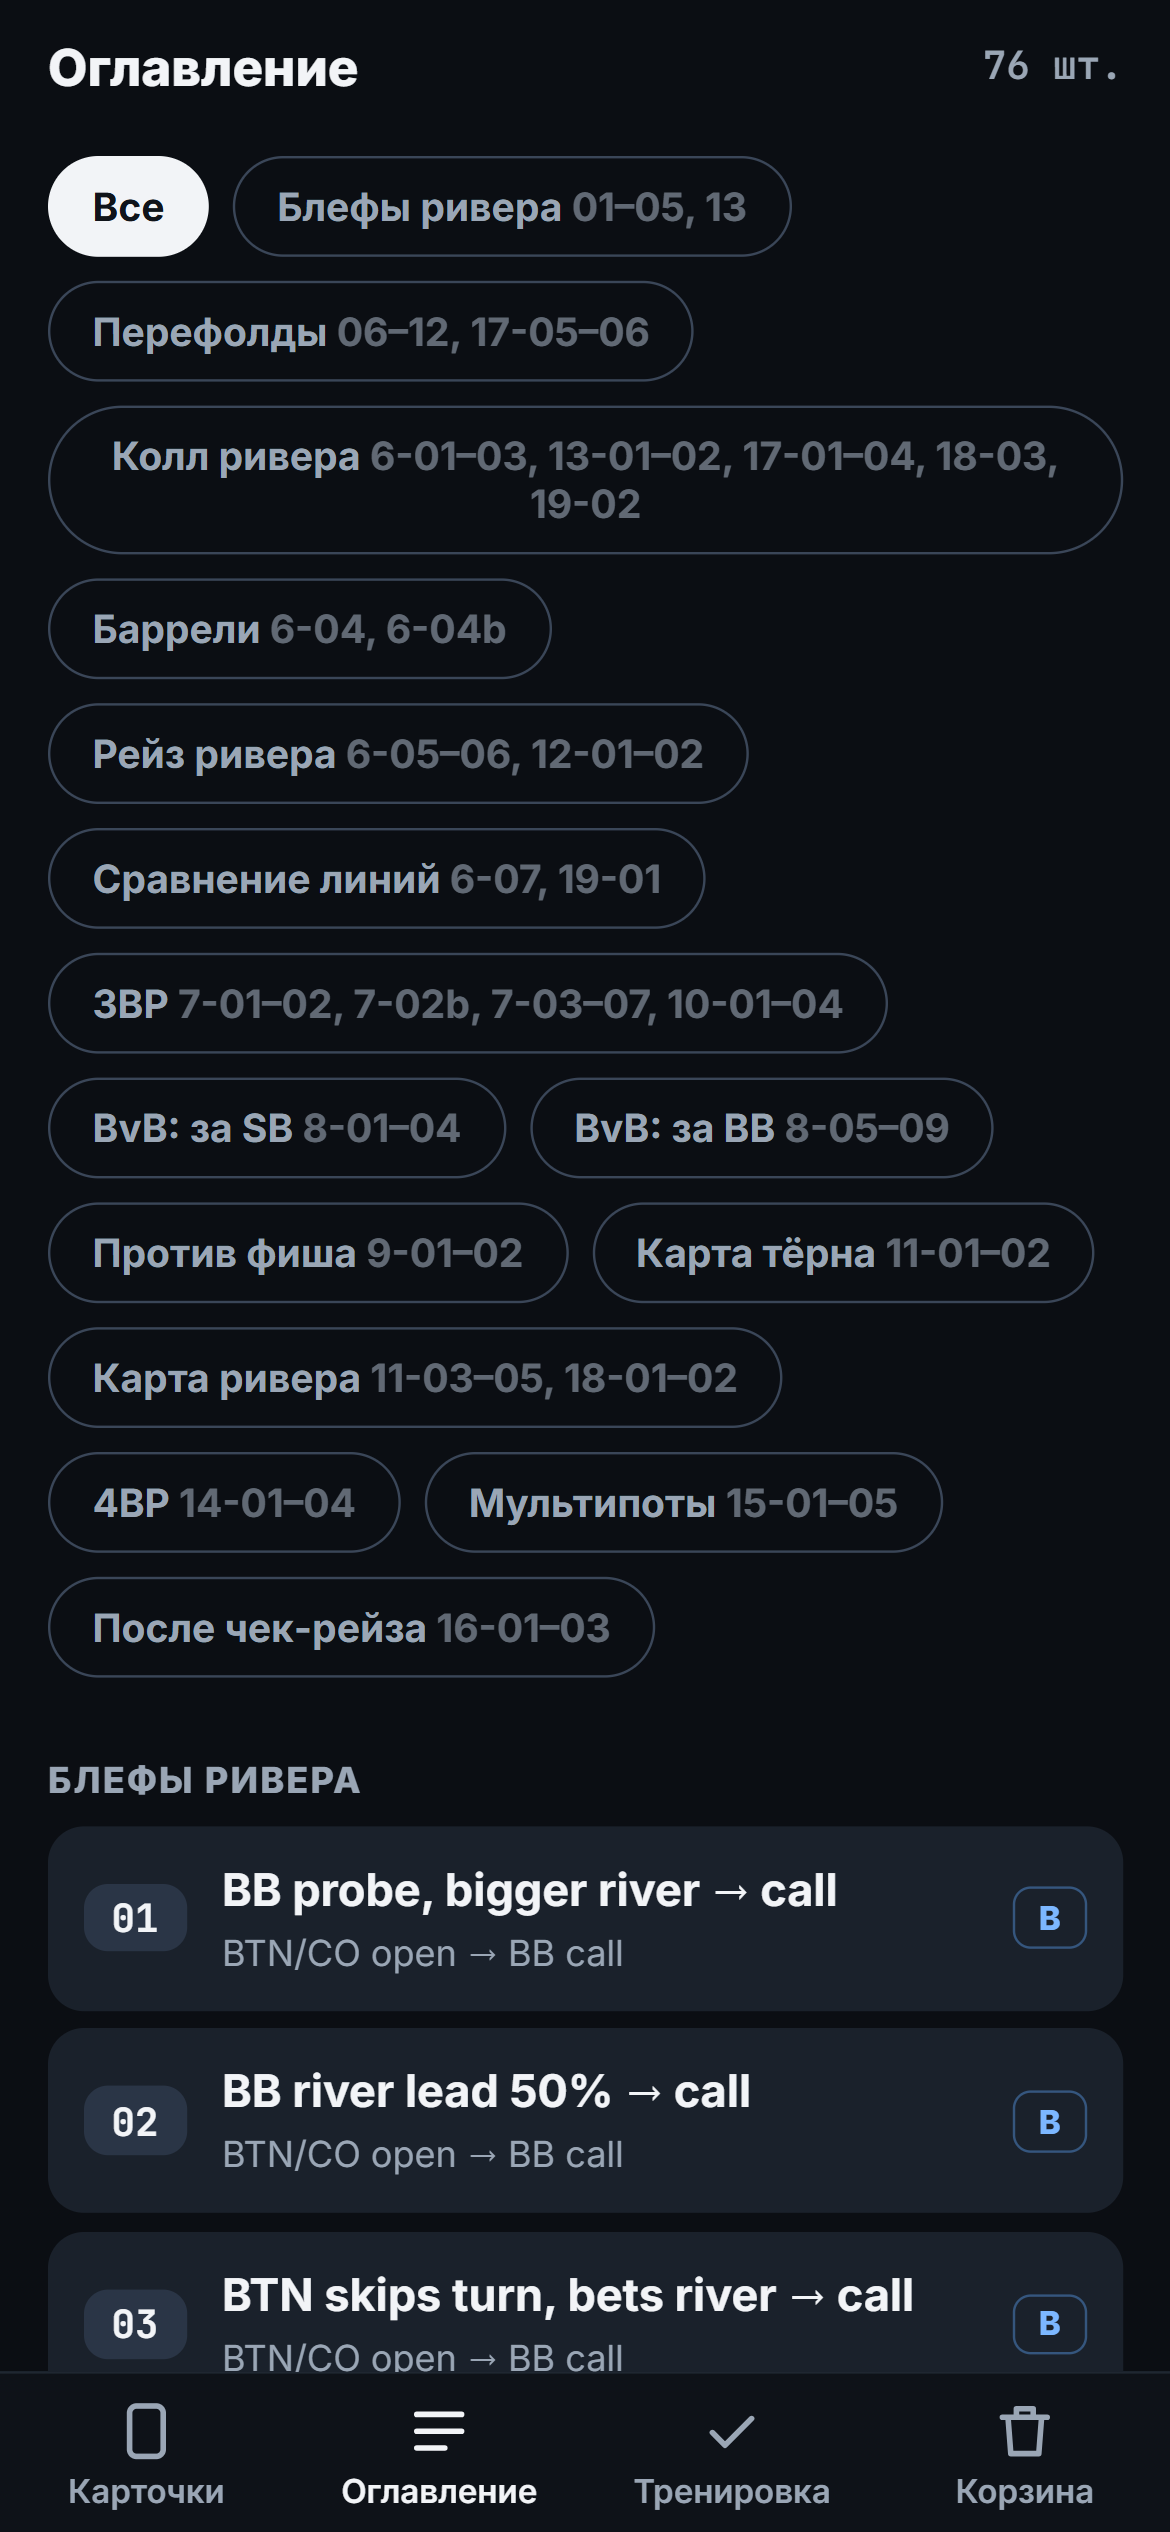 Оглавление
76 шт.
Все
Блефы ривера 01–05, 13
Перефолды 06–12, 17-05–06
Колл ривера 6-01–03, 13-01–02, 17-01–04, 18-03,
19-02
Баррели 6-04, 6-04b
Рейз ривера 6-05–06, 12-01–02
Сравнение линий 6-07, 19-01
3BP 7-01–02, 7-02b, 7-03–07, 10-01–04
BvB: за SB 8-01–04
BvB: за BB 8-05–09
Против фиша 9-01–02
Карта тёрна 11-01–02
Карта ривера 11-03–05, 18-01–02
4BP 14-01–04
Мультипоты 15-01–05
После чек-рейза 16-01–03
БЛЕФЫ РИВЕРА
01
BB probe, bigger river → call
BTN/CO open → BB call
B
02
BB river lead 50% → call
BTN/CO open → BB call
B
03
BTN skips turn, bets river → call
BTN/CO open → BB call
B
Карточки
Оглавление
Тренировка
Корзина